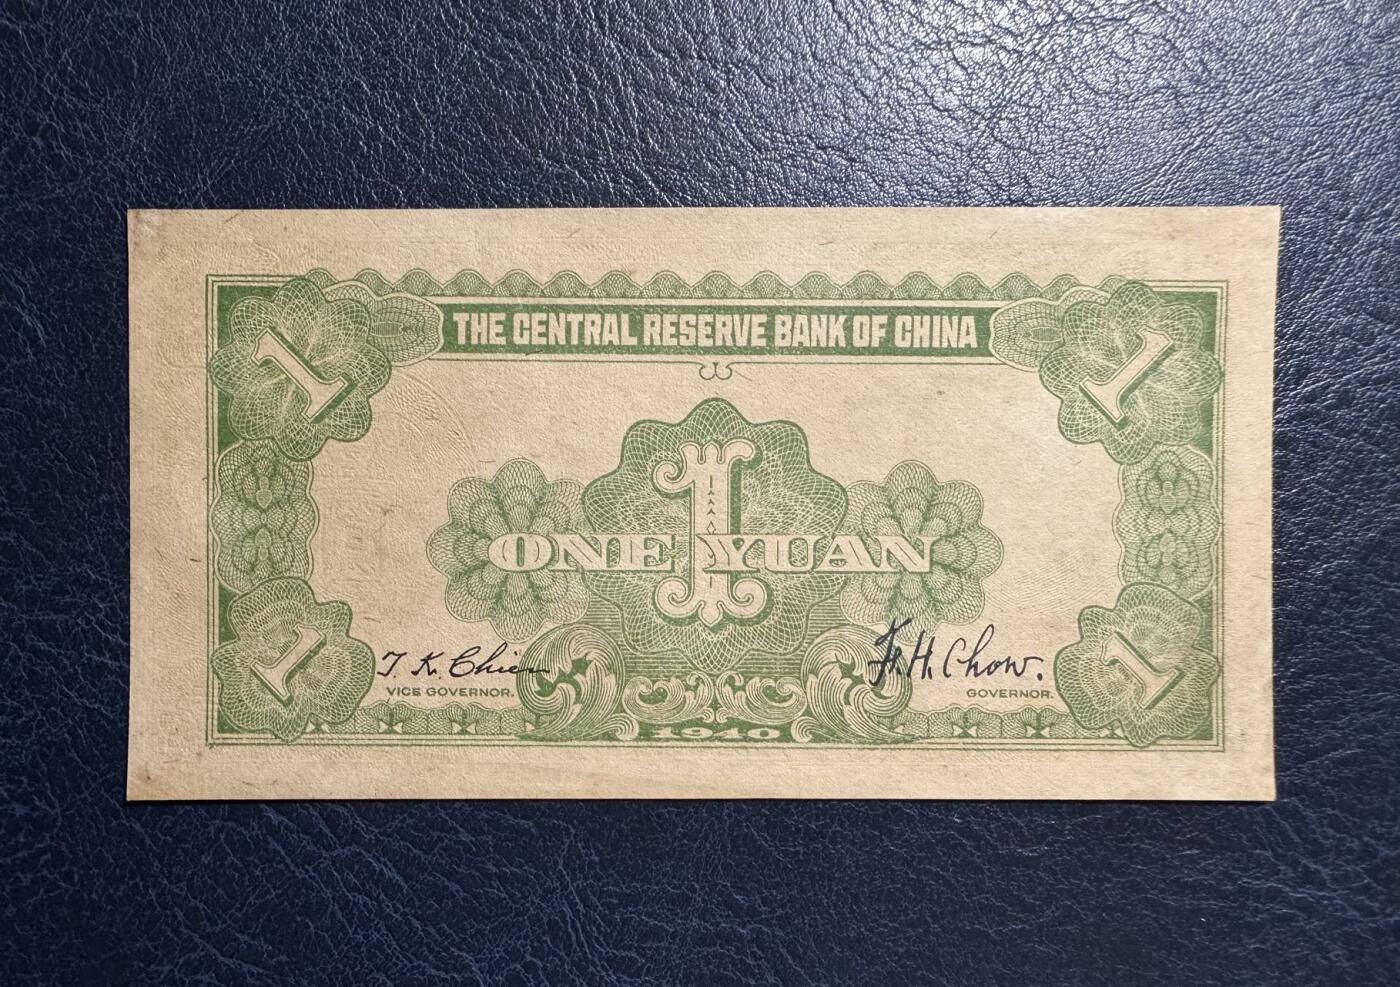 THE CENTRAL RESERVE BANK OF CHINA
1 1
1
ONE YUAN
T. K. Chien F. H. Chow.
VICE GOVERNOR. GOVERNOR.
1 1
1940